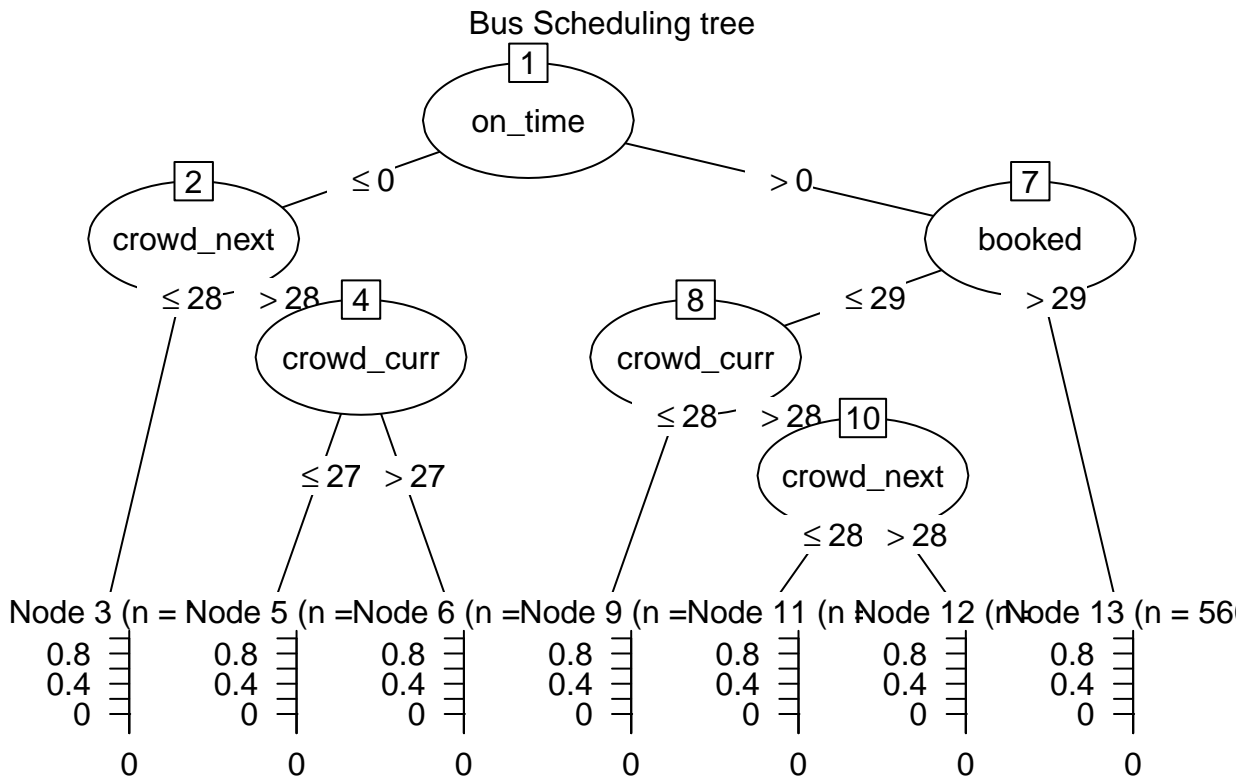 Bus Scheduling tree
1
on_time
≤ 0
> 0
2
crowd_next
7
booked
≤ 28
> 28
4
crowd_curr
8
crowd_curr
≤ 29
> 29
≤ 27
> 27
≤ 28
> 28
10
crowd_next
≤ 28
> 28
Node 3 (n =
Node 5 (n =
Node 6 (n =
Node 9 (n =
Node 11 (n
Node 12 (n
Node 13 (n = 56
0.8 0.8 0.8 0.8 0.8 0.8 0.8
0.4 0.4 0.4 0.4 0.4 0.4 0.4
0 0 0 0 0 0 0
0 0 0 0 0 0 0